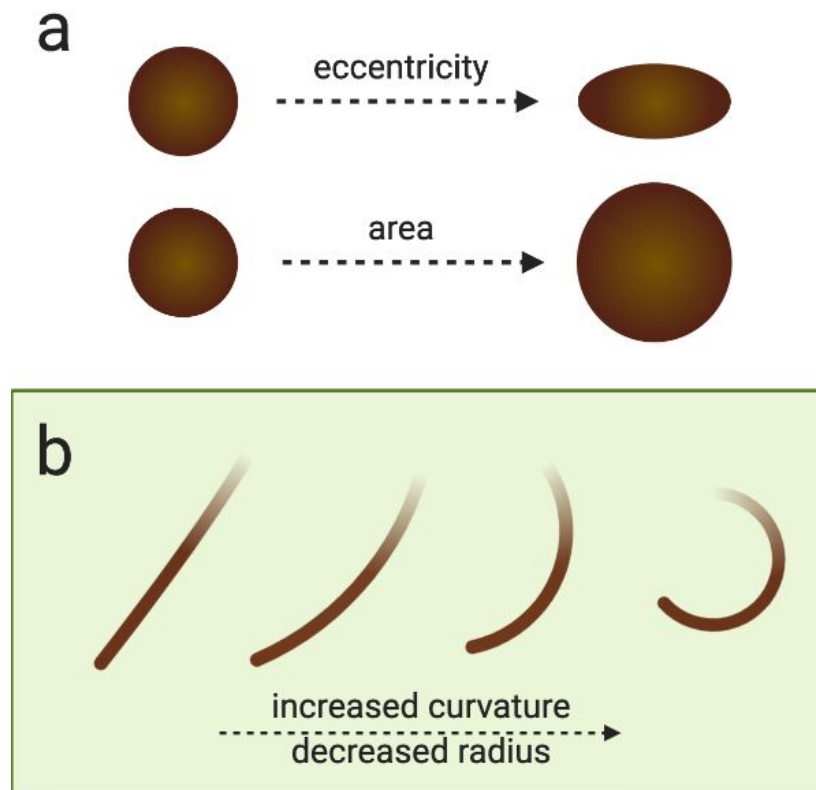 a
eccentricity
area
b
increased curvature
decreased radius